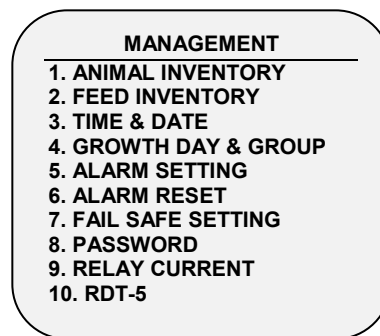 MANAGEMENT
1. ANIMAL INVENTORY
2. FEED INVENTORY
3. TIME & DATE
4. GROWTH DAY & GROUP
5. ALARM SETTING
6. ALARM RESET
7. FAIL SAFE SETTING
8. PASSWORD
9. RELAY CURRENT
10. RDT-5